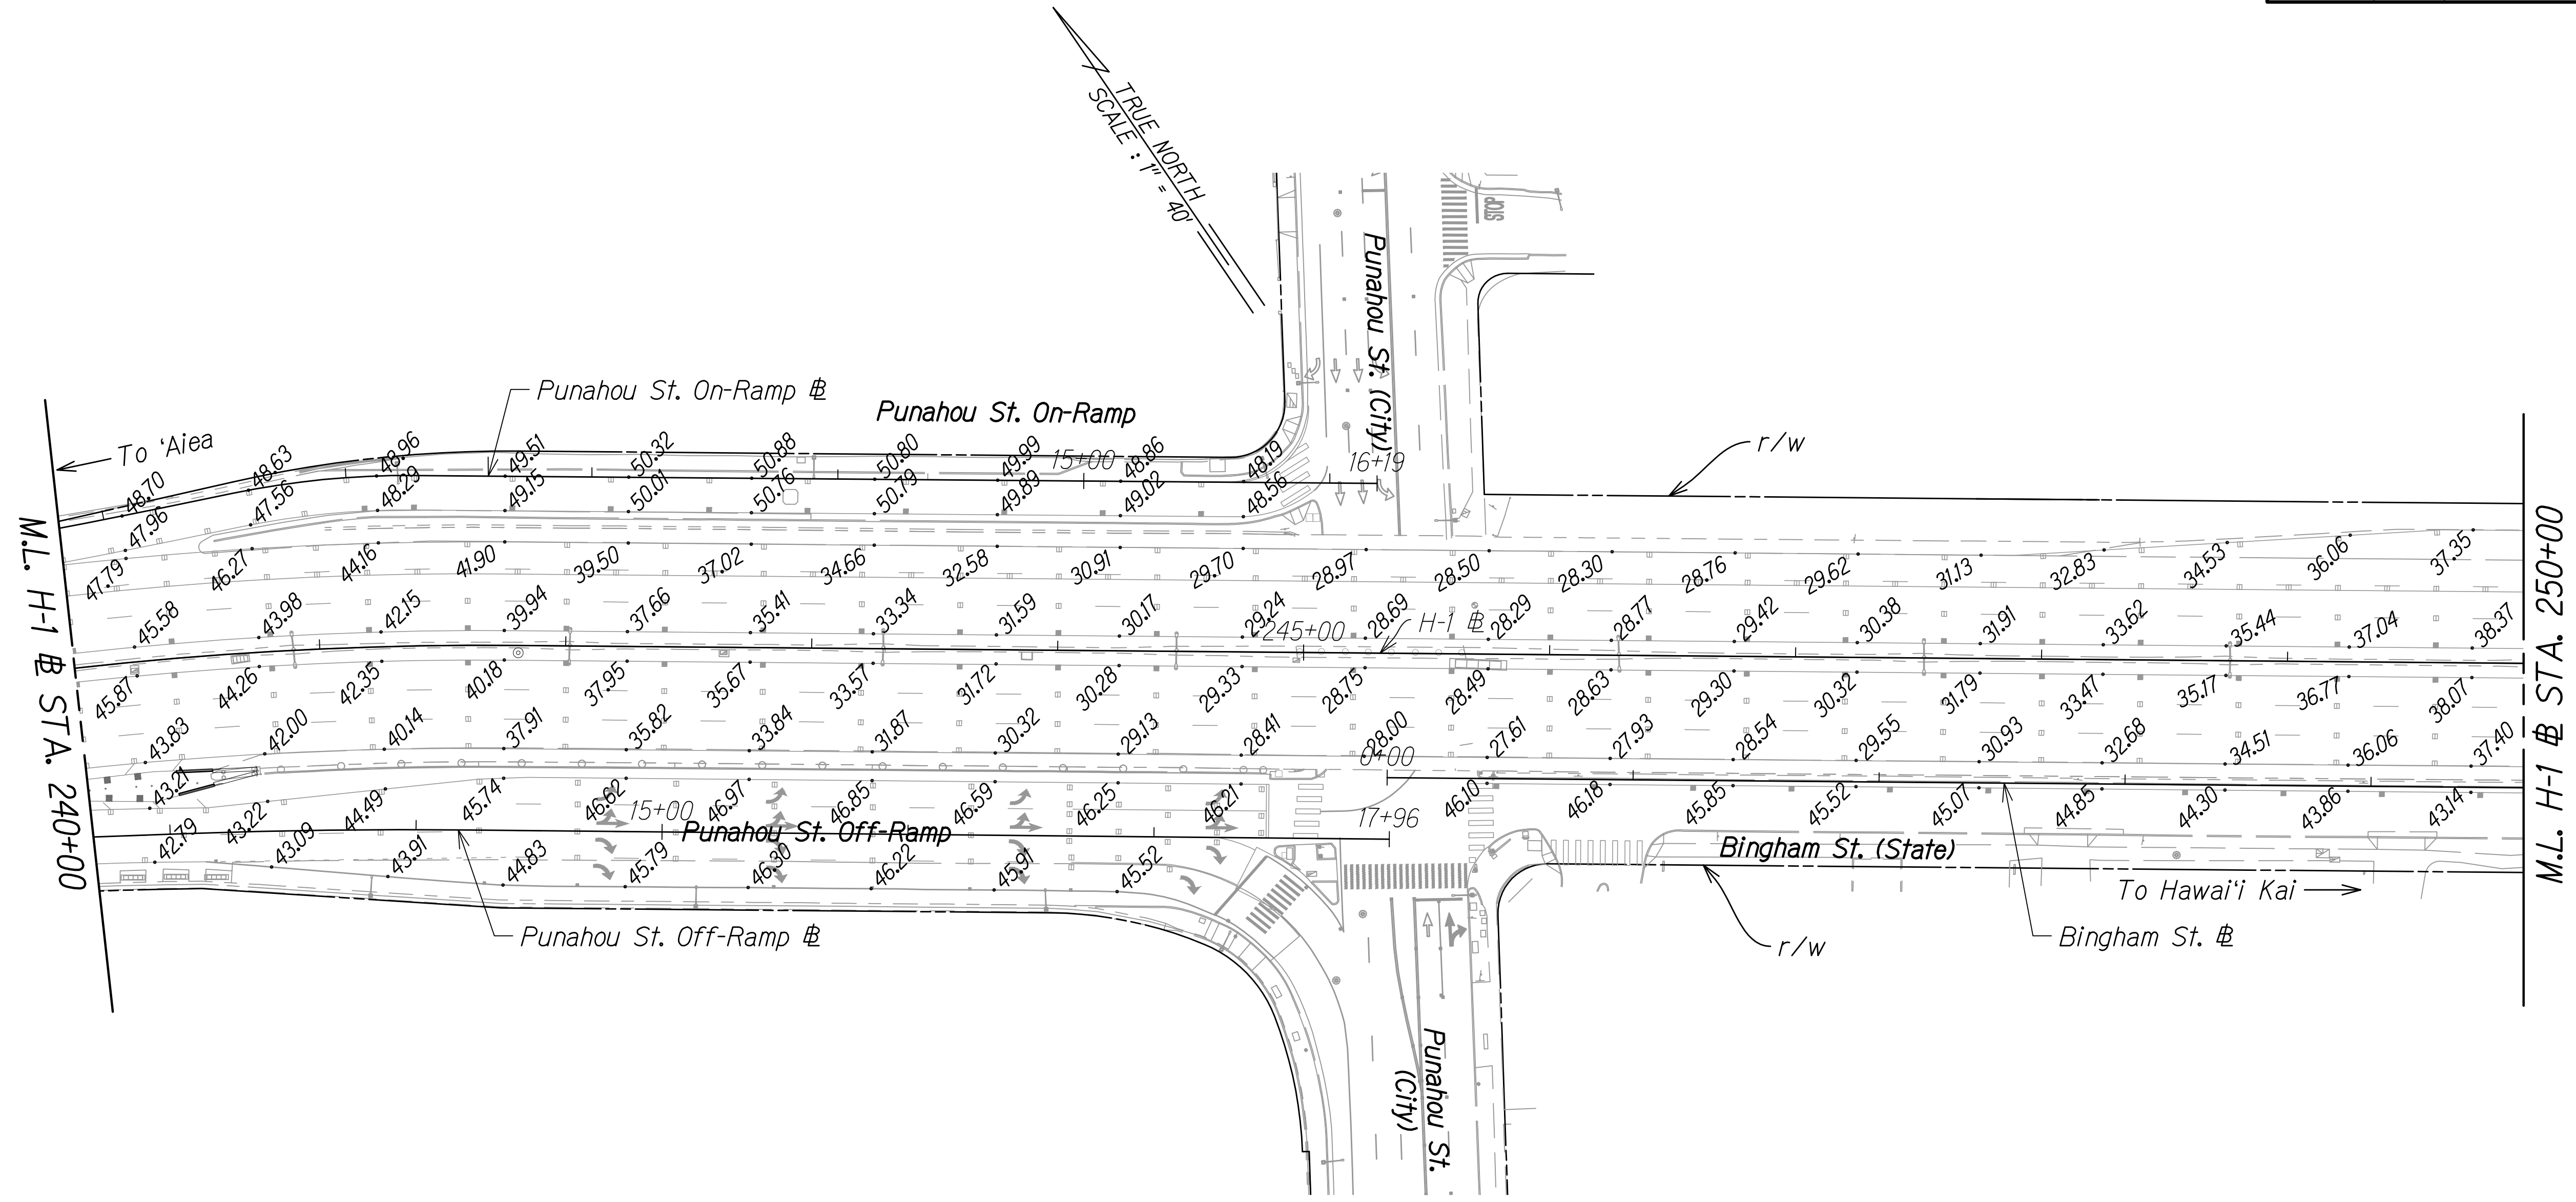 TRUE NORTH
SCALE : 1" = 40'
Punahou St. (City)
STOP
Punahou St. On-Ramp ℄
Punahou St. On-Ramp
To ʻAiea
r/w
48.70 48.63 48.96 49.51 50.32 50.88 50.80 49.99 15+00 48.86 48.19 16+19
47.96 47.56 48.29 49.15 50.01 50.76 50.79 49.89 49.02 48.56
47.79 46.27 44.16 41.90 39.50 37.02 34.66 32.58 30.91 29.70 28.97 28.50 28.30 28.76 29.62 31.13 32.83 34.53 36.06 37.35
45.58 43.98 42.15 39.94 37.66 35.41 33.34 31.59 30.17 29.24 28.69 28.29 28.77 29.42 30.38 31.91 33.62 35.44 37.04 38.37
245+00
H-1 ℄
45.87 44.26 42.35 40.18 37.95 35.67 33.57 31.72 30.28 29.33 28.75 28.49 28.63 29.30 30.32 31.79 33.47 35.17 36.77 38.07
43.83 42.00 40.14 37.91 35.82 33.84 31.87 30.32 29.13 28.41 28.00 27.61 27.93 28.54 29.55 30.93 32.68 34.51 36.06 37.40
0+00
43.21 43.22 44.49 45.74 46.62 46.97 46.85 46.59 46.25 46.21 46.10 46.18 45.85 45.52 45.07 44.85 44.30 43.86 43.14
15+00
17+96
Punahou St. Off-Ramp
42.79 43.09 43.91 44.83 45.79 46.30 46.22 45.91 45.52
Bingham St. (State)
To Hawaiʻi Kai
Punahou St. Off-Ramp ℄
r/w
Bingham St. ℄
Punahou St.
(City)
M.L. H-1 ℄ STA. 240+00
M.L. H-1 ℄ STA. 250+00